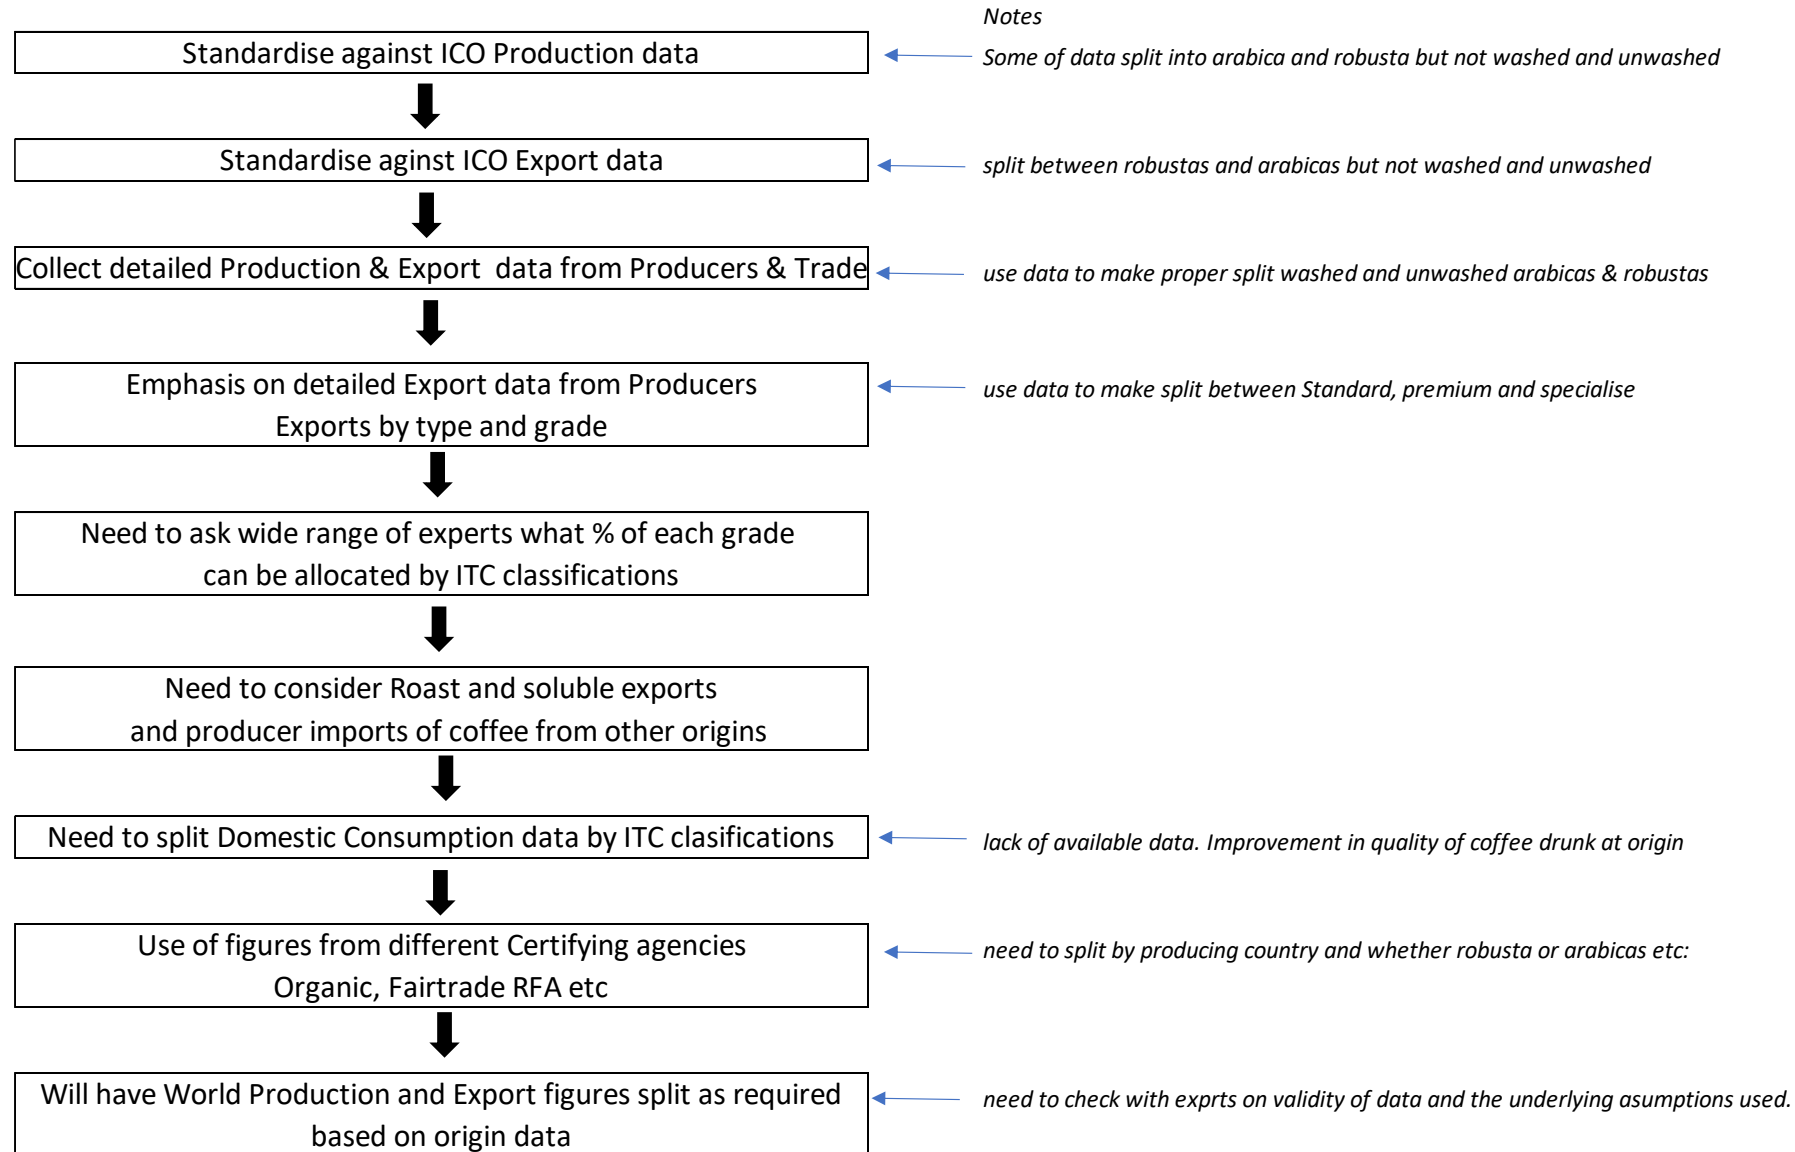 Notes
Standardise against ICO Production data
Some of data split into arabica and robusta but not washed and unwashed
Standardise aginst ICO Export data
split between robustas and arabicas but not washed and unwashed
Collect detailed Production & Export data from Producers & Trade
use data to make proper split washed and unwashed arabicas & robustas
Emphasis on detailed Export data from Producers
Exports by type and grade
use data to make split between Standard, premium and specialise
Need to ask wide range of experts what % of each grade
can be allocated by ITC classifications
Need to consider Roast and soluble exports
and producer imports of coffee from other origins
Need to split Domestic Consumption data by ITC clasifications
lack of available data. Improvement in quality of coffee drunk at origin
Use of figures from different Certifying agencies
Organic, Fairtrade RFA etc
need to split by producing country and whether robusta or arabicas etc:
Will have World Production and Export figures split as required
based on origin data
need to check with exprts on validity of data and the underlying asumptions used.